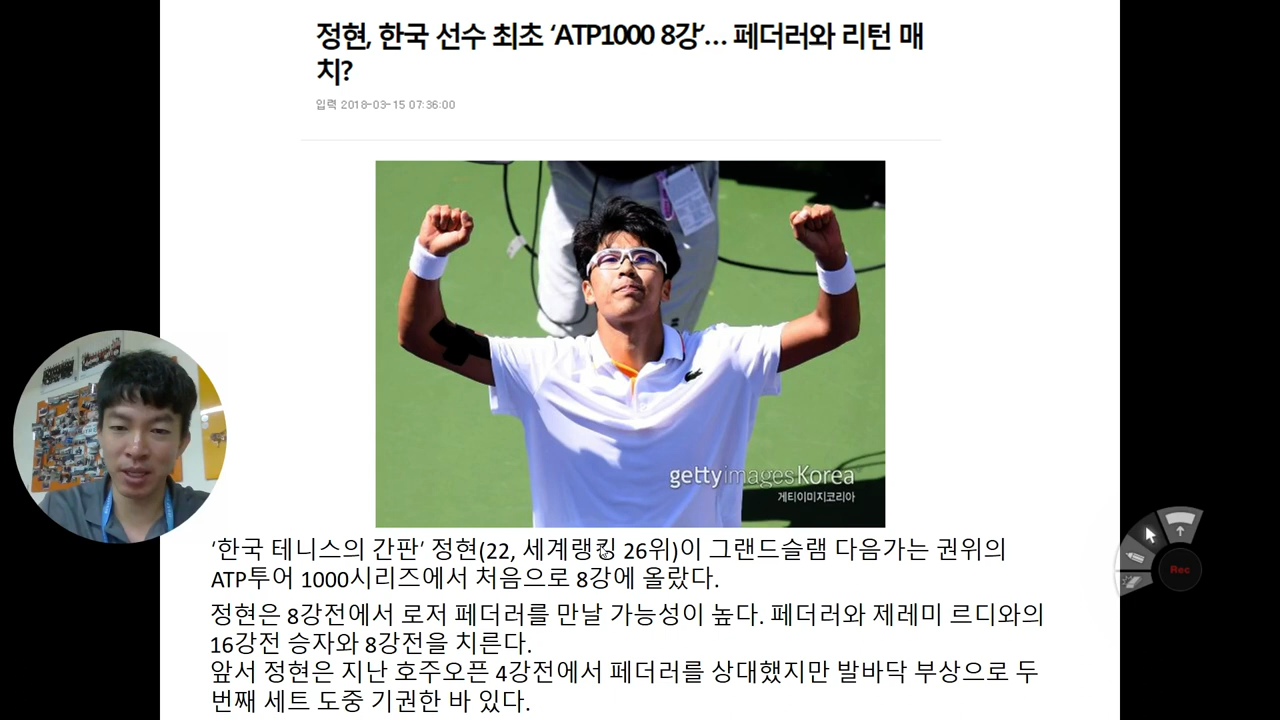 정현, 한국 선수 최초 ‘ATP1000 8강’… 페더러와 리턴 매
치?
입력 2018-03-15 07:36:00
gettyimagesKorea
게티이미지코리아
‘한국 테니스의 간판’ 정현(22, 세계랭킹 26위)이 그랜드슬램 다음가는 권위의
ATP투어 1000시리즈에서 처음으로 8강에 올랐다.
정현은 8강전에서 로저 페더러를 만날 가능성이 높다. 페더러와 제레미 르디와의
16강전 승자와 8강전을 치른다.
앞서 정현은 지난 호주오픈 4강전에서 페더러를 상대했지만 발바닥 부상으로 두
번째 세트 도중 기권한 바 있다.
Rec